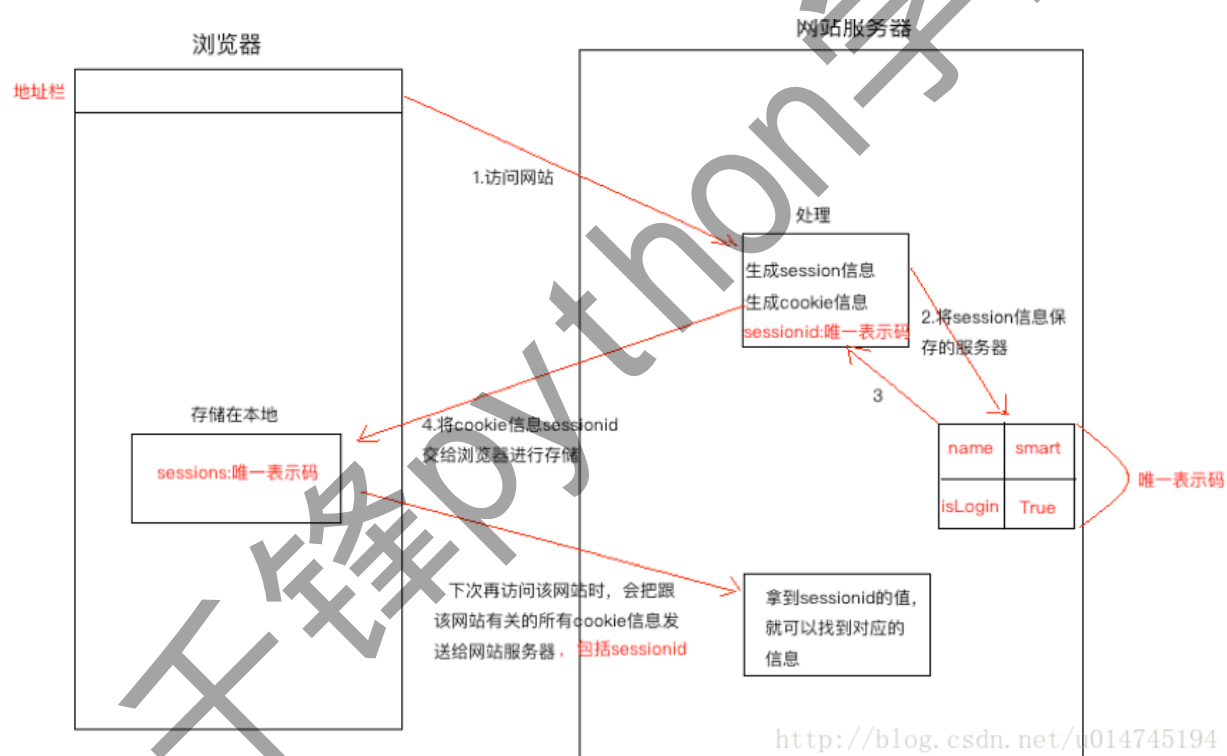 浏览器
网站服务器
地址栏
1.访问网站
处理
生成session信息
生成cookie信息
sessionid:唯一表示码
2.将session信息保
存的服务器
3
存储在本地
sessions:唯一表示码
4.将cookie信息sessionid
交给浏览器进行存储
name
smart
isLogin
True
唯一表示码
下次再访问该网站时，会把跟
该网站有关的所有cookie信息发
送给网站服务器，包括sessionid
拿到sessionid的值，
就可以找到对应的
信息
千锋python学
http://blog.csdn.net/u014745194